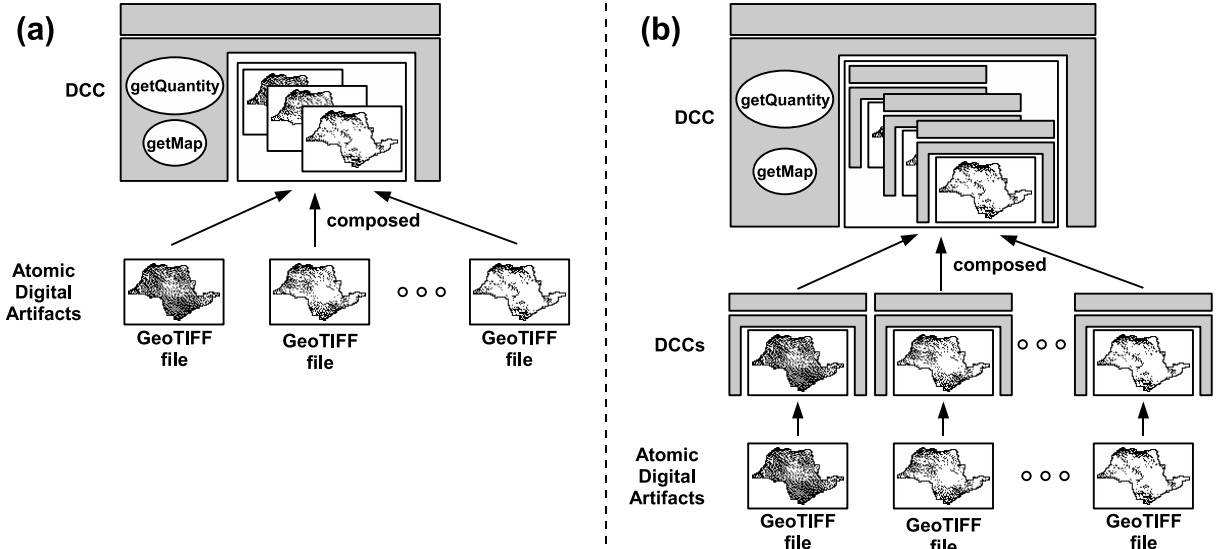 (a)
DCC
getQuantity
getMap
composed
Atomic
Digital
Artifacts
GeoTIFF
file
GeoTIFF
file
GeoTIFF
file
(b)
DCC
getQuantity
getMap
composed
DCCs
Atomic
Digital
Artifacts
GeoTIFF
file
GeoTIFF
file
GeoTIFF
file